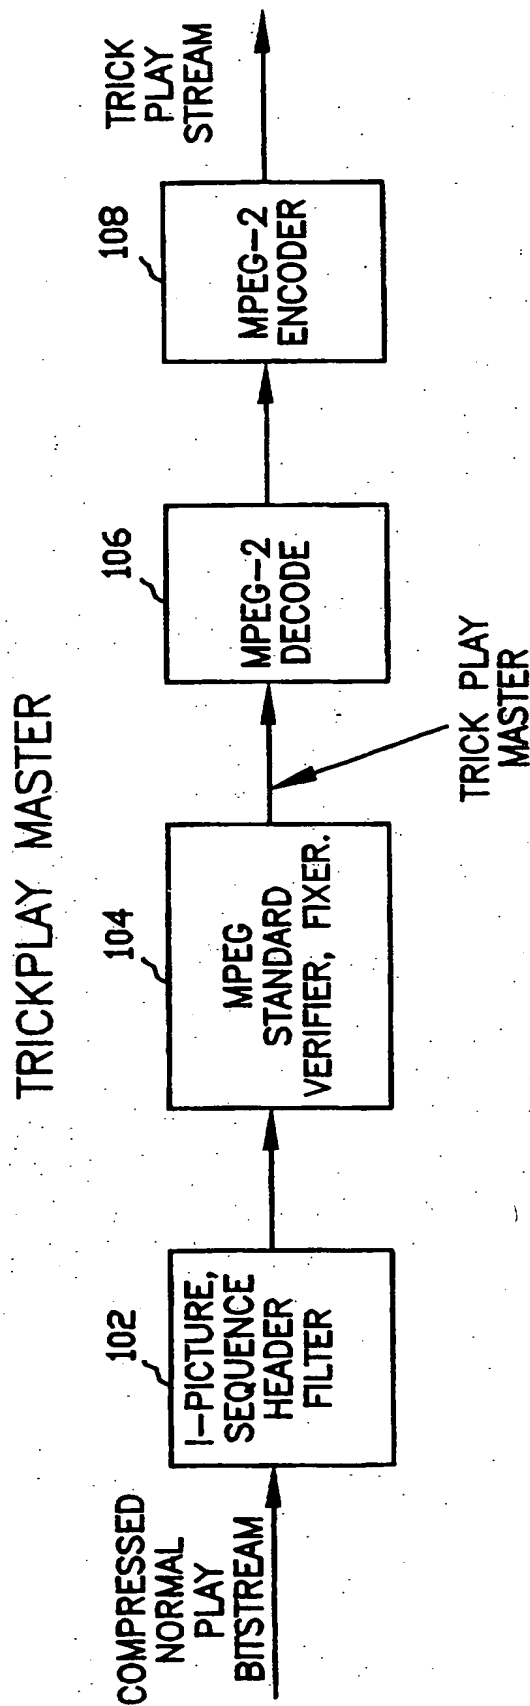 TRICKPLAY MASTER
COMPRESSED
NORMAL
PLAY
BITSTREAM
102
I-PICTURE,
SEQUENCE
HEADER
FILTER
104
MPEG
STANDARD
VERIFIER, FIXER.
TRICK PLAY
MASTER
106
MPEG-2
DECODE
108
MPEG-2
ENCODER
TRICK
PLAY
STREAM